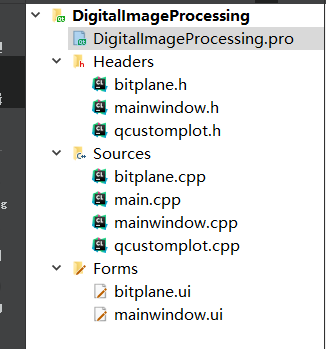 DigitalImageProcessing
DigitalImageProcessing.pro
Headers
bitplane.h
mainwindow.h
qcustomplot.h
Sources
bitplane.cpp
main.cpp
mainwindow.cpp
qcustomplot.cpp
Forms
bitplane.ui
mainwindow.ui